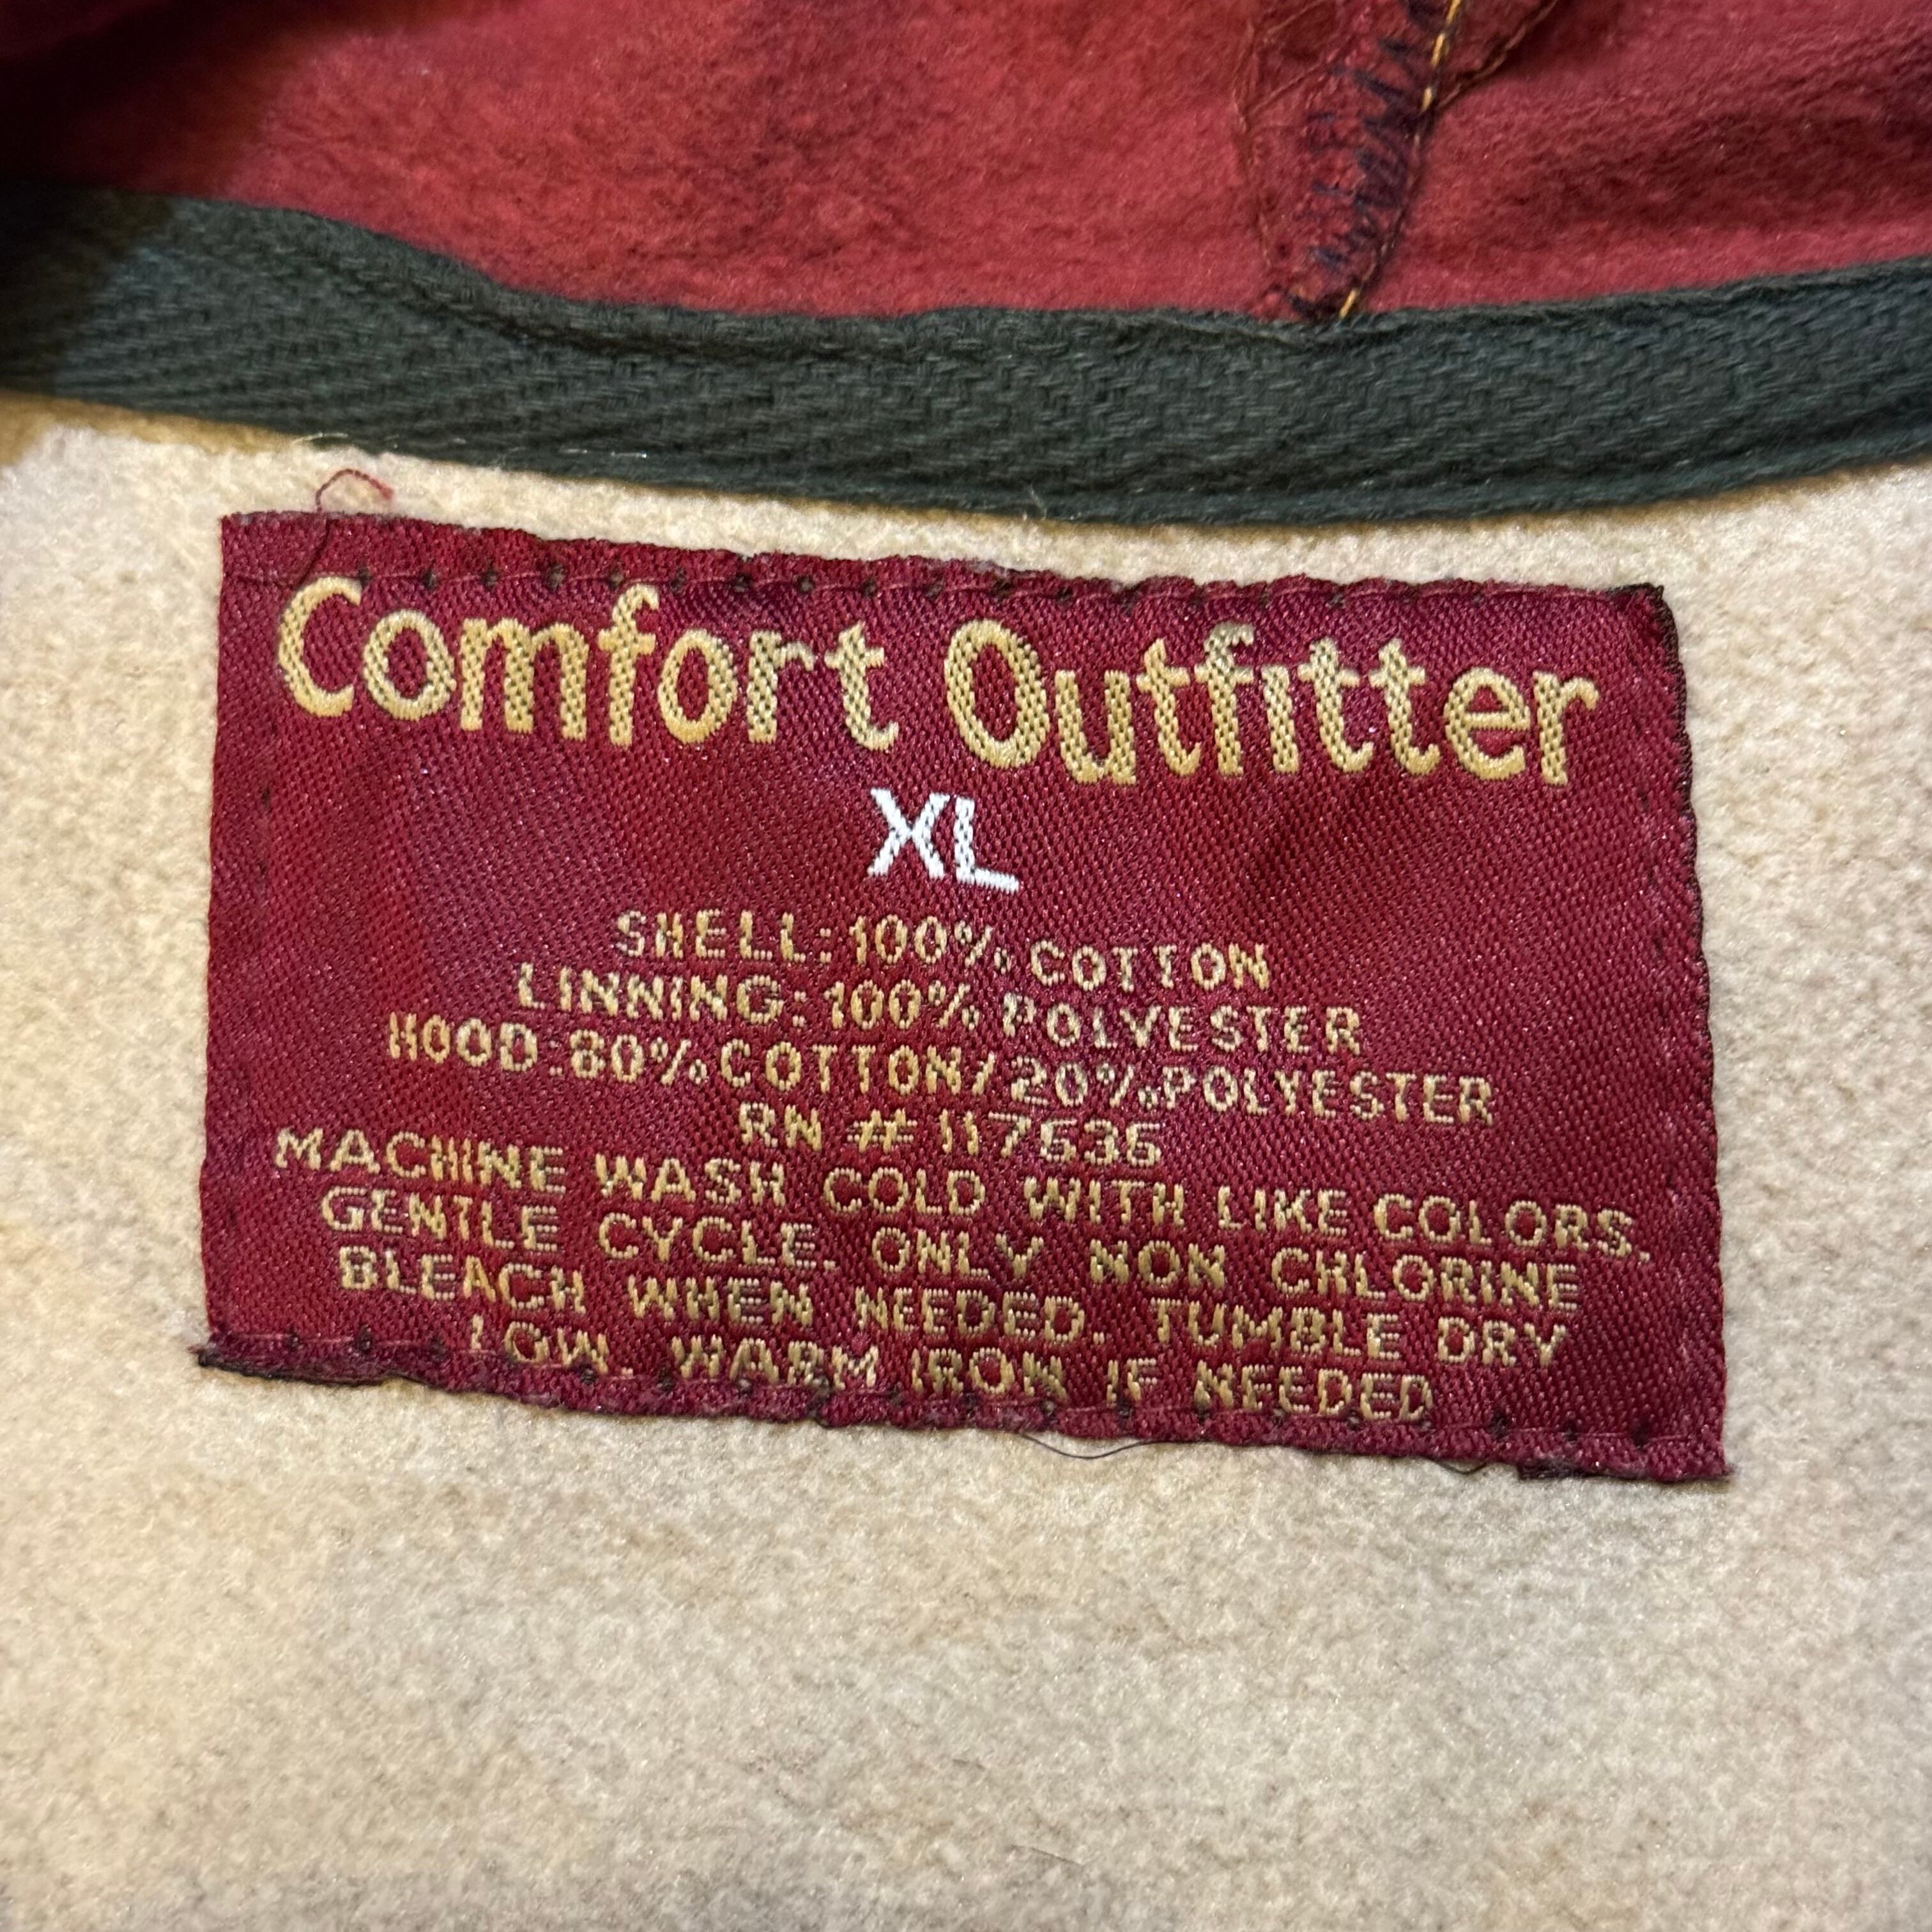 Comfort Outfitter
XL
SHELL: 100% COTTON
LINNING: 100% POLYESTER
HOOD: 80% COTTON / 20% POLYESTER
RN #
MACHINE WASH COLD WITH LIKE COLORS.
GENTLE CYCLE. ONLY NON CHLORINE
BLEACH WHEN NEEDED. TUMBLE DRY
LOW. WARM IRON IF NEEDED